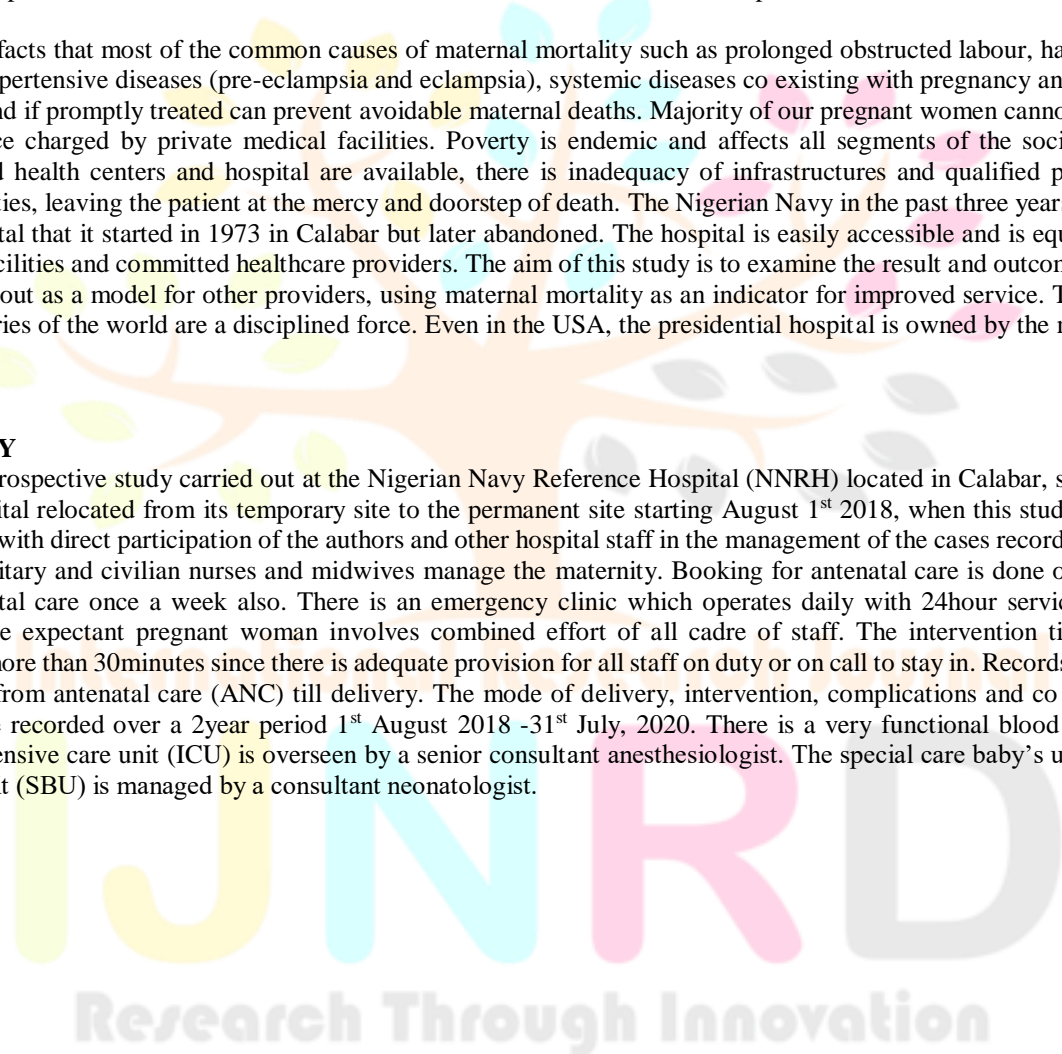 facts that most of the common causes of maternal mortality such as prolonged obstructed labour, ha
pertensive diseases (pre-eclampsia and eclampsia), systemic diseases co existing with pregnancy an
nd if promptly treated can prevent avoidable maternal deaths. Majority of our pregnant women canno
ce charged by private medical facilities. Poverty is endemic and affects all segments of the soci
d health centers and hospital are available, there is inadequacy of infrastructures and qualified p
ties, leaving the patient at the mercy and doorstep of death. The Nigerian Navy in the past three year
tal that it started in 1973 in Calabar but later abandoned. The hospital is easily accessible and is equ
cilities and committed healthcare providers. The aim of this study is to examine the result and outcom
out as a model for other providers, using maternal mortality as an indicator for improved service. T
ries of the world are a disciplined force. Even in the USA, the presidential hospital is owned by the
Y
rospective study carried out at the Nigerian Navy Reference Hospital (NNRH) located in Calabar, s
ital relocated from its temporary site to the permanent site starting August 1st 2018, when this stud
with direct participation of the authors and other hospital staff in the management of the cases record
itary and civilian nurses and midwives manage the maternity. Booking for antenatal care is done o
tal care once a week also. There is an emergency clinic which operates daily with 24hour servic
e expectant pregnant woman involves combined effort of all cadre of staff. The intervention ti
more than 30minutes since there is adequate provision for all staff on duty or on call to stay in. Records
from antenatal care (ANC) till delivery. The mode of delivery, intervention, complications and co
e recorded over a 2year period 1st August 2018 -31st July, 2020. There is a very functional blood
ensive care unit (ICU) is overseen by a senior consultant anesthesiologist. The special care baby’s u
t (SBU) is managed by a consultant neonatologist.
International Research Journal
IJNRD
Research Through Innovation